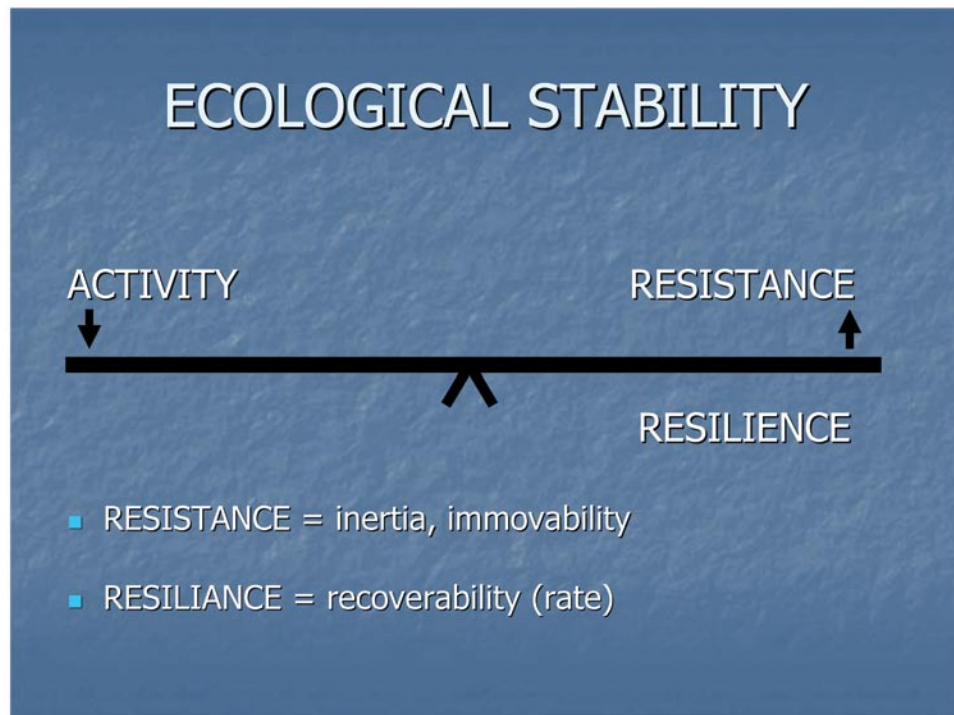 ECOLOGICAL STABILITY
ACTIVITY RESISTANCE
RESILIENCE
RESISTANCE = inertia, immovability
RESILIANCE = recoverability (rate)